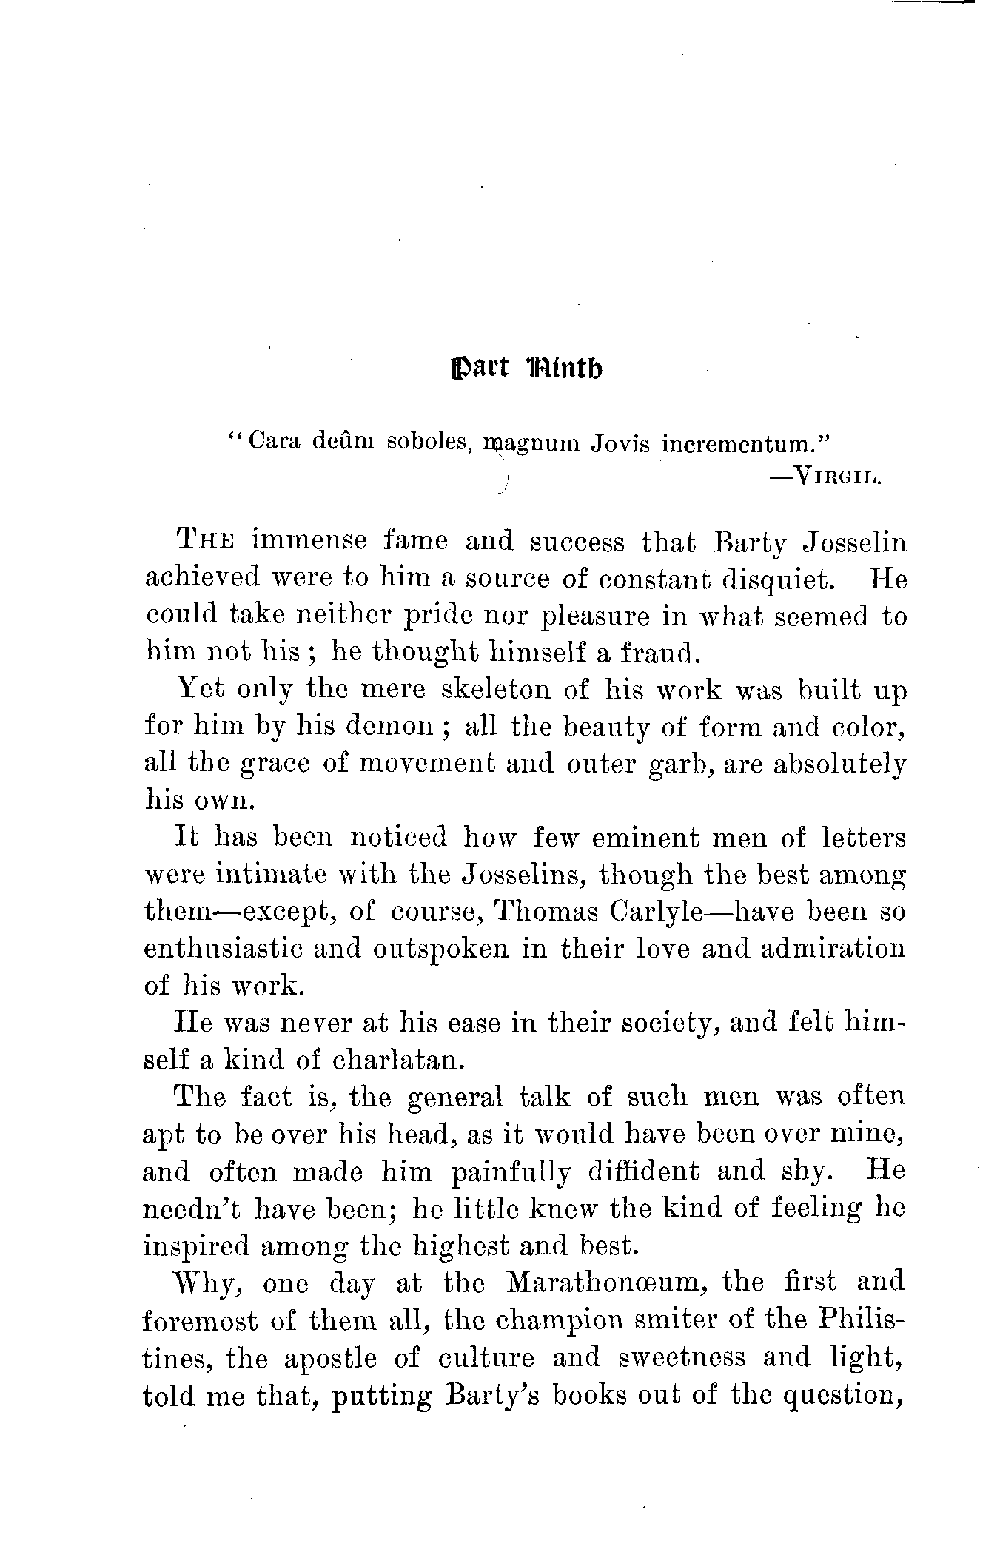 Part Ninth
"Cara deûm soboles, magnum Jovis incrementum."
—VIRGIL.
THE immense fame and success that Barty Josselin
achieved were to him a source of constant disquiet. He
could take neither pride nor pleasure in what seemed to
him not his; he thought himself a fraud.
Yet only the mere skeleton of his work was built up
for him by his demon; all the beauty of form and color,
all the grace of movement and outer garb, are absolutely
his own.
It has been noticed how few eminent men of letters
were intimate with the Josselins, though the best among
them—except, of course, Thomas Carlyle—have been so
enthusiastic and outspoken in their love and admiration
of his work.
He was never at his ease in their society, and felt him-
self a kind of charlatan.
The fact is, the general talk of such men was often
apt to be over his head, as it would have been over mine,
and often made him painfully diffident and shy. He
needn't have been; he little knew the kind of feeling he
inspired among the highest and best.
Why, one day at the Marathonœum, the first and
foremost of them all, the champion smiter of the Philis-
tines, the apostle of culture and sweetness and light,
told me that, putting Barty's books out of the question,